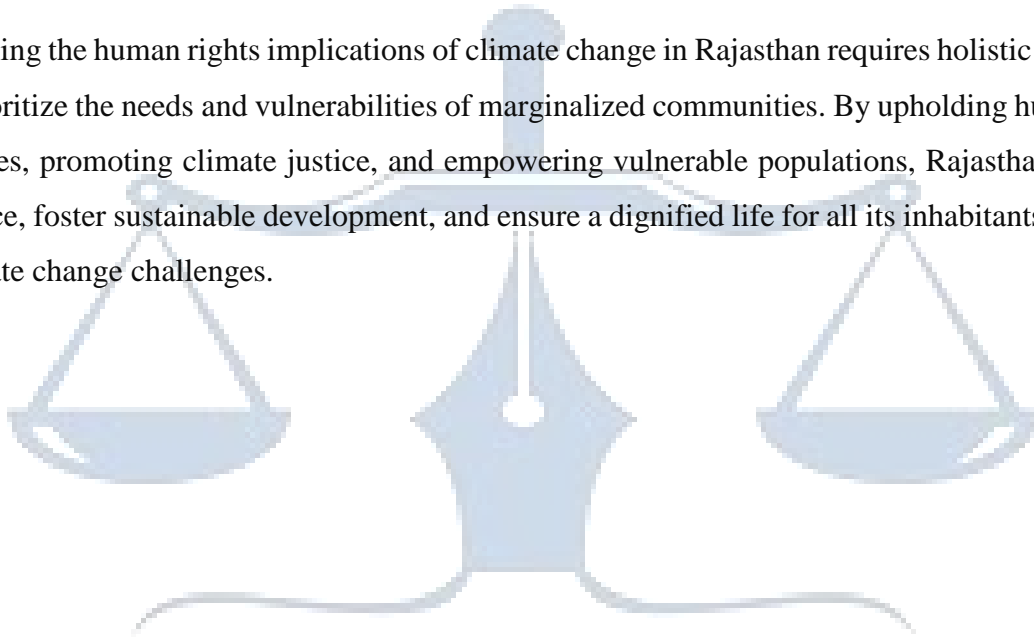 ing the human rights implications of climate change in Rajasthan requires holistic
oritize the needs and vulnerabilities of marginalized communities. By upholding hu
es, promoting climate justice, and empowering vulnerable populations, Rajastha
ce, foster sustainable development, and ensure a dignified life for all its inhabitants
ate change challenges.